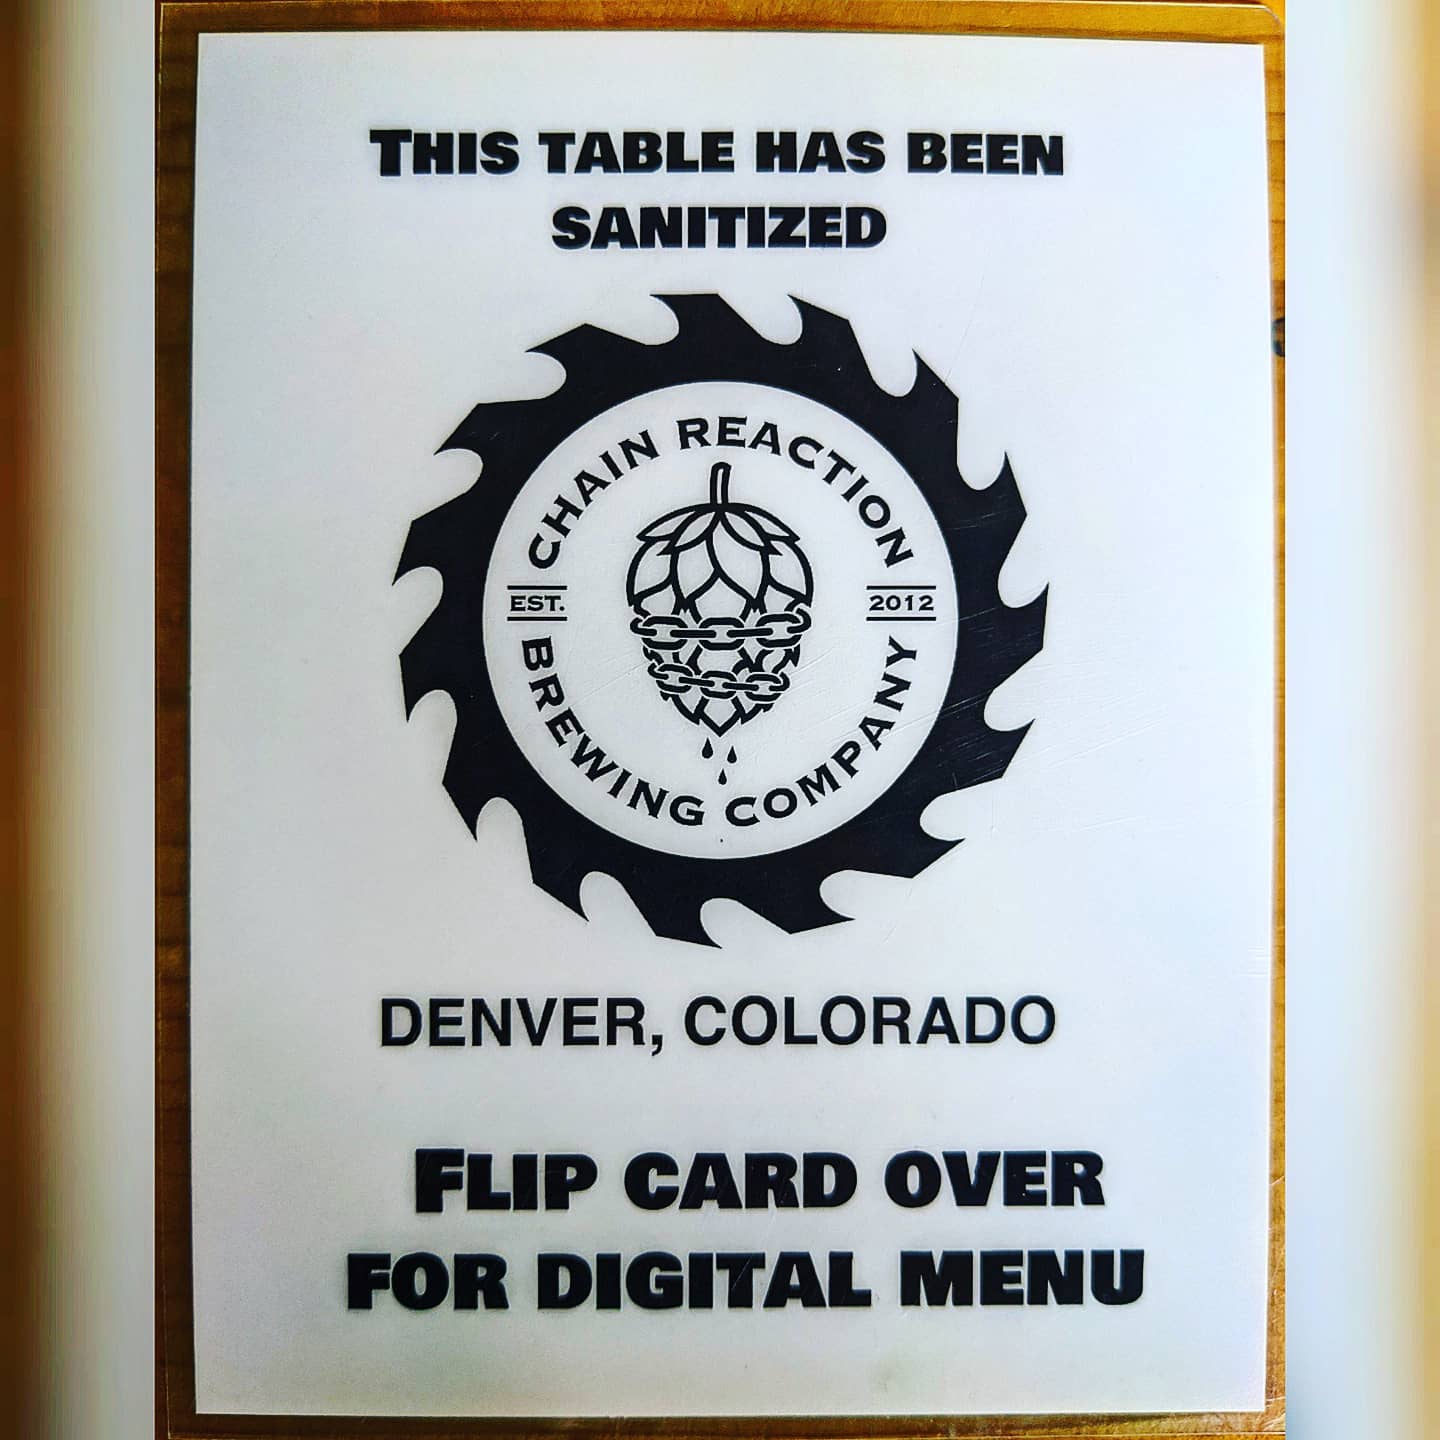 THIS TABLE HAS BEEN
SANITIZED
CHAIN REACTION
EST. 2012
BREWING COMPANY
DENVER, COLORADO
FLIP CARD OVER
FOR DIGITAL MENU